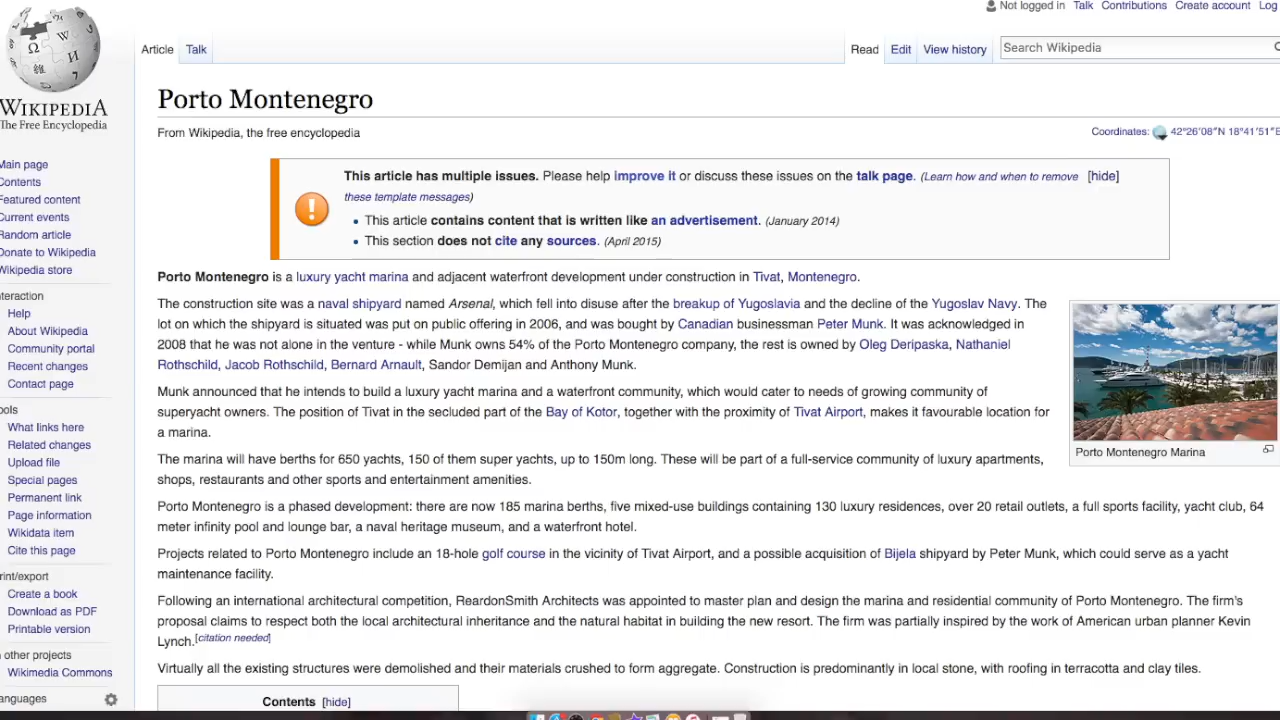 Not logged in Talk Contributions Create account Log
Article Talk Read Edit View history Search Wikipedia
WIKIPEDIA
The Free Encyclopedia
Porto Montenegro
From Wikipedia, the free encyclopedia
Coordinates: 42°26′08″N 18°41′51″E
This article has multiple issues. Please help improve it or discuss these issues on the talk page. (Learn how and when to remove [hide]
these template messages)
• This article contains content that is written like an advertisement. (January 2014)
• This section does not cite any sources. (April 2015)
Main page
Contents
Featured content
Current events
Random article
Donate to Wikipedia
Wikipedia store
nteraction
Help
About Wikipedia
Community portal
Recent changes
Contact page
ools
What links here
Related changes
Upload file
Special pages
Permanent link
Page information
Wikidata item
Cite this page
rint/export
Create a book
Download as PDF
Printable version
n other projects
Wikimedia Commons
anguages
Porto Montenegro is a luxury yacht marina and adjacent waterfront development under construction in Tivat, Montenegro.
The construction site was a naval shipyard named Arsenal, which fell into disuse after the breakup of Yugoslavia and the decline of the Yugoslav Navy. The
lot on which the shipyard is situated was put on public offering in 2006, and was bought by Canadian businessman Peter Munk. It was acknowledged in
2008 that he was not alone in the venture - while Munk owns 54% of the Porto Montenegro company, the rest is owned by Oleg Deripaska, Nathaniel
Rothschild, Jacob Rothschild, Bernard Arnault, Sandor Demijan and Anthony Munk.
Munk announced that he intends to build a luxury yacht marina and a waterfront community, which would cater to needs of growing community of
superyacht owners. The position of Tivat in the secluded part of the Bay of Kotor, together with the proximity of Tivat Airport, makes it favourable location for
a marina.
The marina will have berths for 650 yachts, 150 of them super yachts, up to 150m long. These will be part of a full-service community of luxury apartments,
shops, restaurants and other sports and entertainment amenities.
Porto Montenegro Marina
Porto Montenegro is a phased development: there are now 185 marina berths, five mixed-use buildings containing 130 luxury residences, over 20 retail outlets, a full sports facility, yacht club, 64
meter infinity pool and lounge bar, a naval heritage museum, and a waterfront hotel.
Projects related to Porto Montenegro include an 18-hole golf course in the vicinity of Tivat Airport, and a possible acquisition of Bijela shipyard by Peter Munk, which could serve as a yacht
maintenance facility.
Following an international architectural competition, ReardonSmith Architects was appointed to master plan and design the marina and residential community of Porto Montenegro. The firm's
proposal claims to respect both the local architectural inheritance and the natural habitat in building the new resort. The firm was partially inspired by the work of American urban planner Kevin
Lynch.[citation needed]
Virtually all the existing structures were demolished and their materials crushed to form aggregate. Construction is predominantly in local stone, with roofing in terracotta and clay tiles.
Contents [hide]